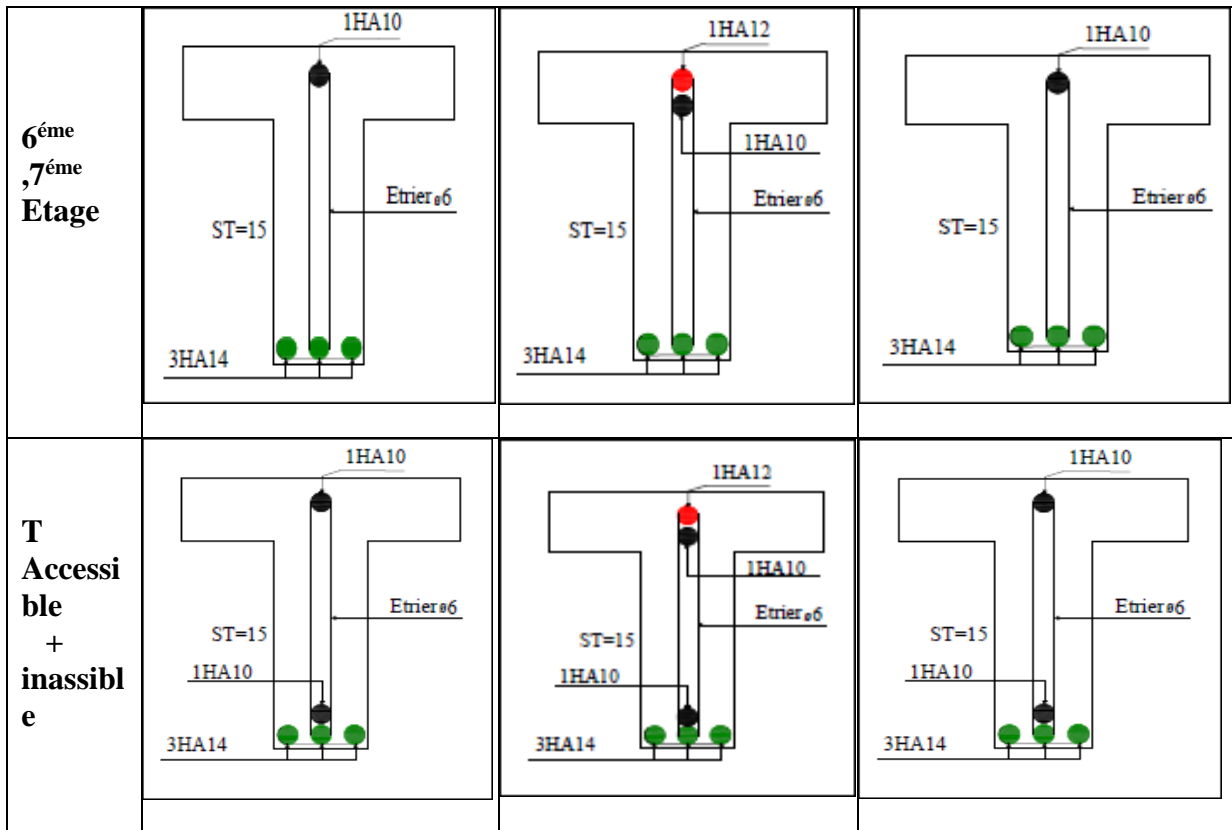 6éme
,7éme
Etage
1HA10
Etrierø6
ST=15
3HA14
1HA12
1HA10
Etrierø6
ST=15
3HA14
1HA10
Etrierø6
ST=15
3HA14
T
Accessi
ble
+
inassibl
e
1HA10
Etrierø6
ST=15
1HA10
3HA14
1HA12
1HA10
Etrierø6
ST=15
1HA10
3HA14
1HA10
Etrierø6
ST=15
1HA10
3HA14